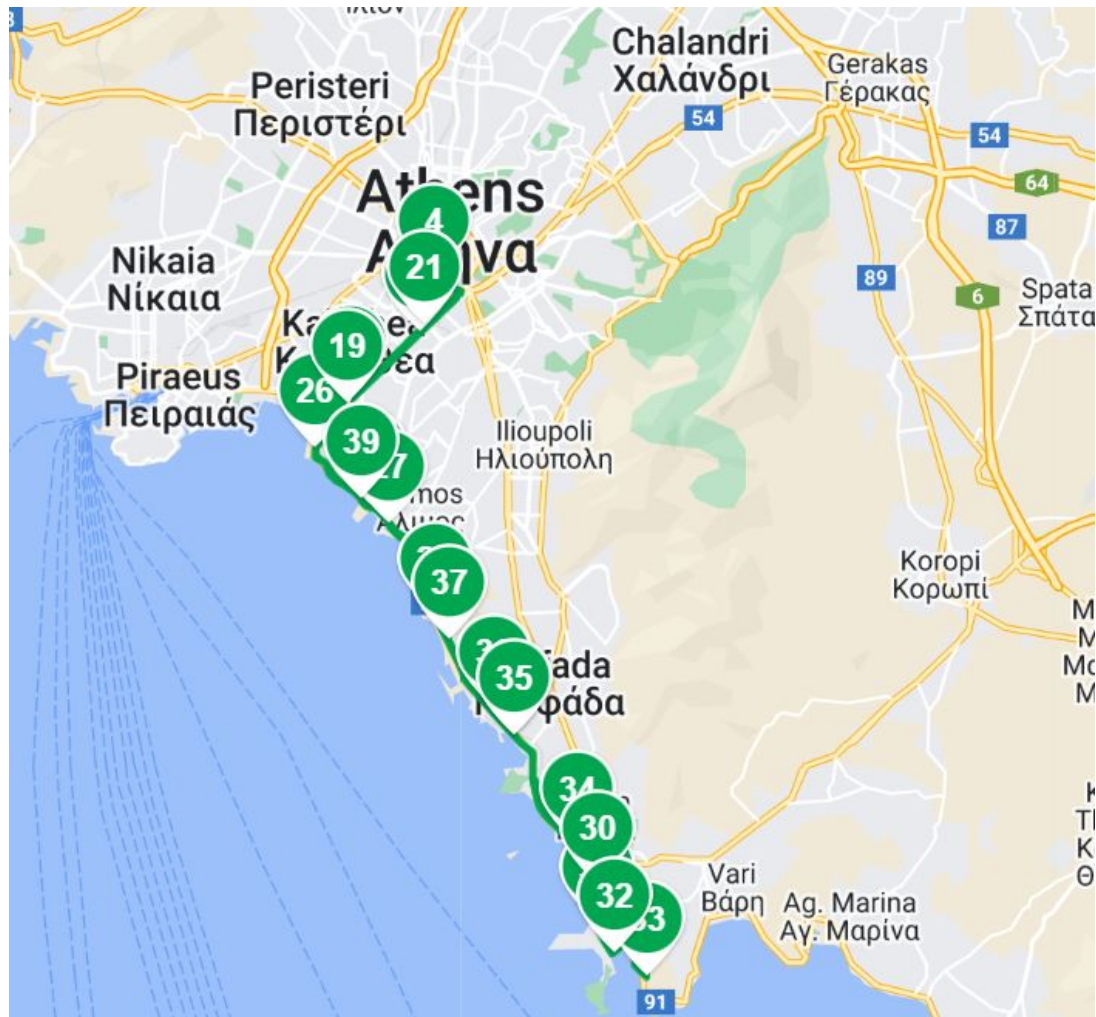 54
Chalandri
Χαλάνδρι
Gerakas
Γέρακας
54
64
87
89
6
Peristeri
Περιστέρι
Athens
4
21
Nikaia
Νίκαια
Spata
Σπάτα
19
26
Piraeus
Πειραιάς
39
Ilioupoli
Ηλιούπολη
37
Koropi
Κορωπί
35
34
30
32
Vari
Βάρη
Ag. Marina
Αγ. Μαρίνα
91